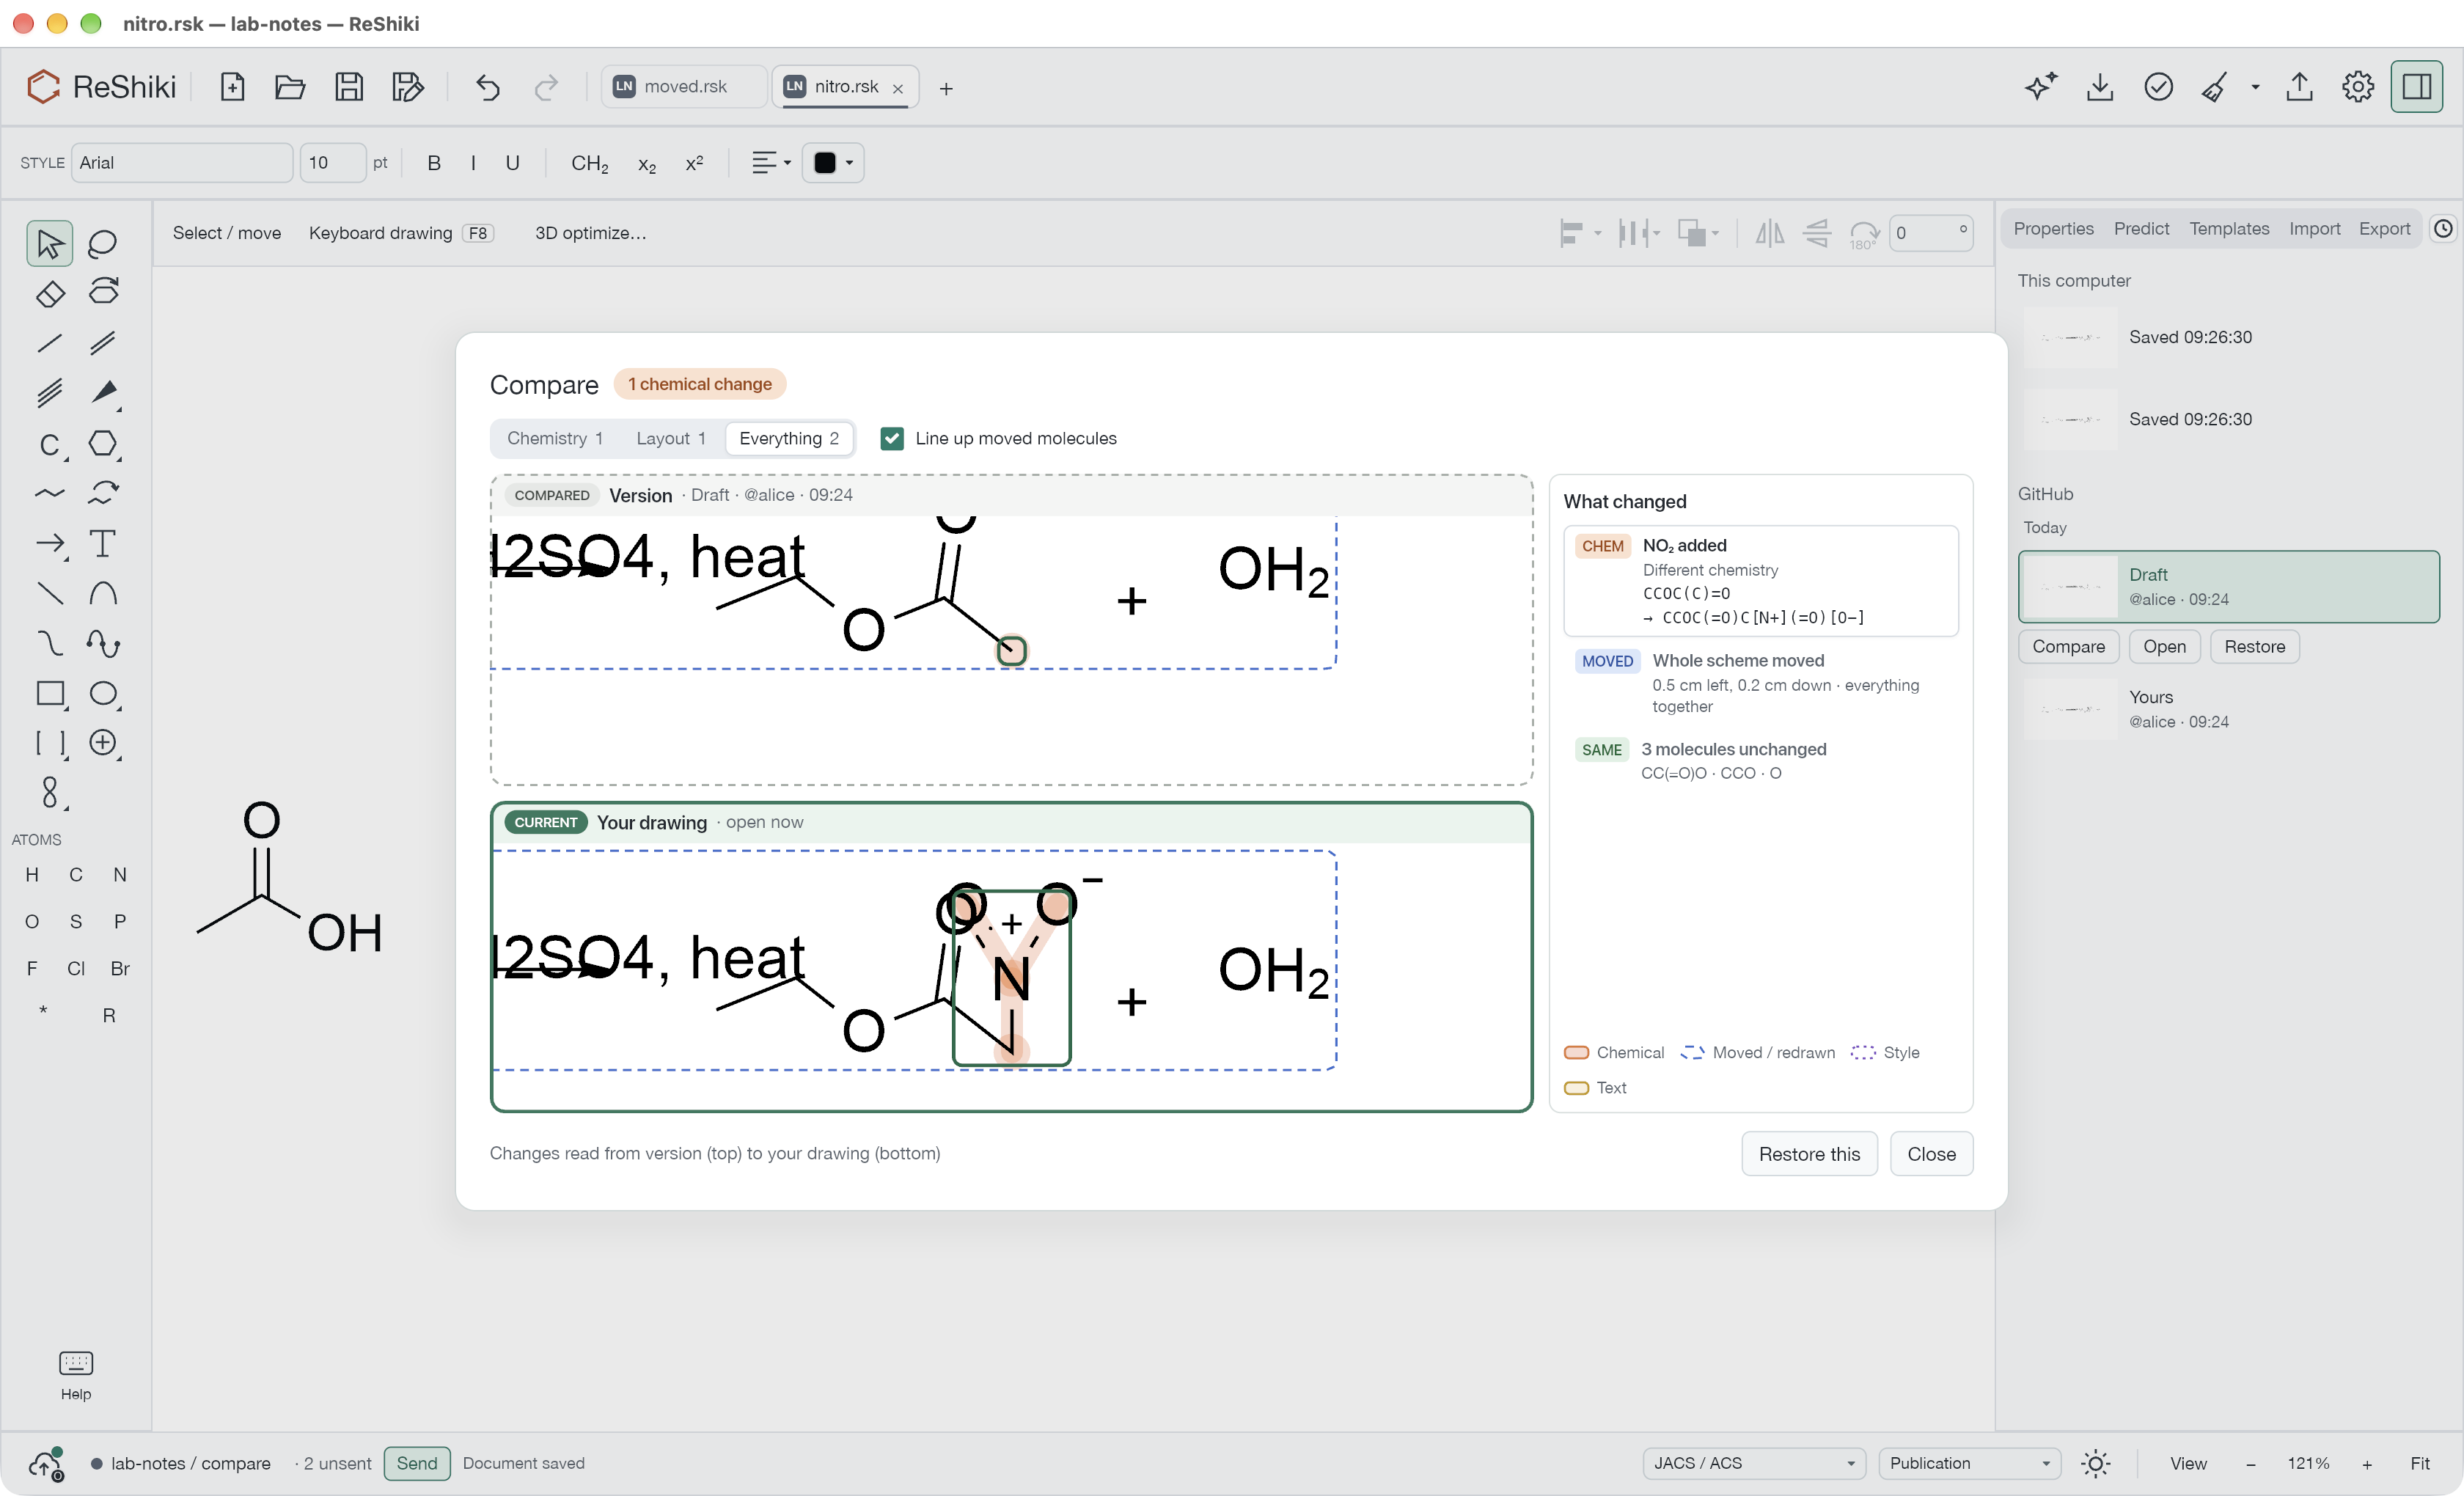 nitro.rsk — lab-notes — ReShiki
ReShiki
LN moved.rsk
LN nitro.rsk ×
+
STYLE Arial 10 pt B I U CH₂ x₂ x²
Select / move Keyboard drawing F8 3D optimize…
180° 0 °
Properties Predict Templates Import Export
C
T
ATOMS
H C N
O S P
F Cl Br
* R
Help
O
OH
Compare 1 chemical change
Chemistry 1 Layout 1 Everything 2 Line up moved molecules
COMPARED Version · Draft · @alice · 09:24
2SO4, heat
O
O
+
OH₂
CURRENT Your drawing · open now
2SO4, heat
O
O
O
O −
+
N
+
OH₂
What changed
CHEM NO₂ added
Different chemistry
CCOC(C)=O
→ CCOC(=O)C[N+](=O)[O−]
MOVED Whole scheme moved
0.5 cm left, 0.2 cm down · everything
together
SAME 3 molecules unchanged
CC(=O)O · CCO · O
Chemical Moved / redrawn Style
Text
Changes read from version (top) to your drawing (bottom)
Restore this Close
This computer
Saved 09:26:30
Saved 09:26:30
GitHub
Today
Draft
@alice · 09:24
Compare Open Restore
Yours
@alice · 09:24
lab-notes / compare · 2 unsent Send Document saved
JACS / ACS Publication View − 121% + Fit